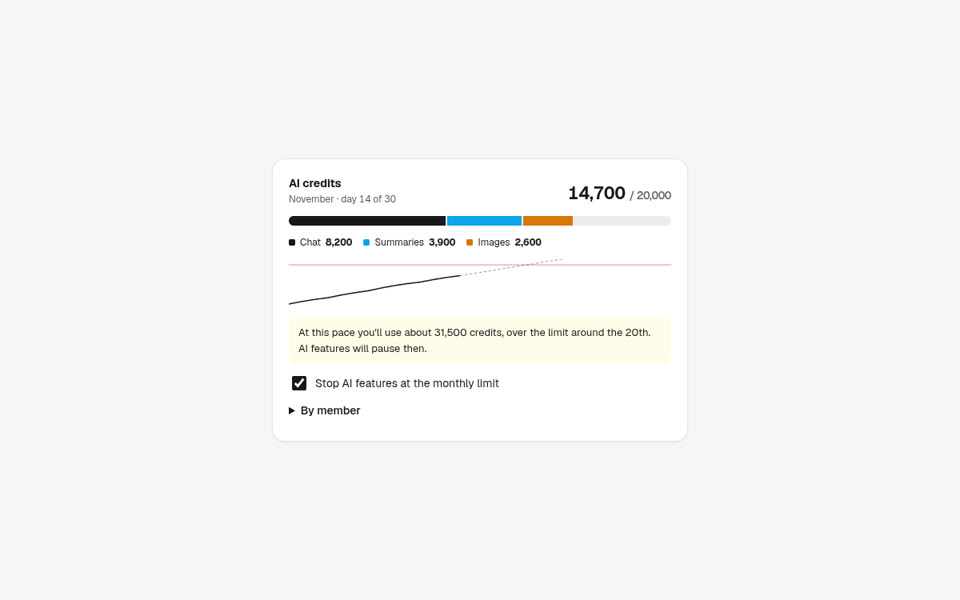 AI credits
November · day 14 of 30
14,700 / 20,000
Chat 8,200 Summaries 3,900 Images 2,600
At this pace you'll use about 31,500 credits, over the limit around the 20th.
AI features will pause then.
Stop AI features at the monthly limit
By member